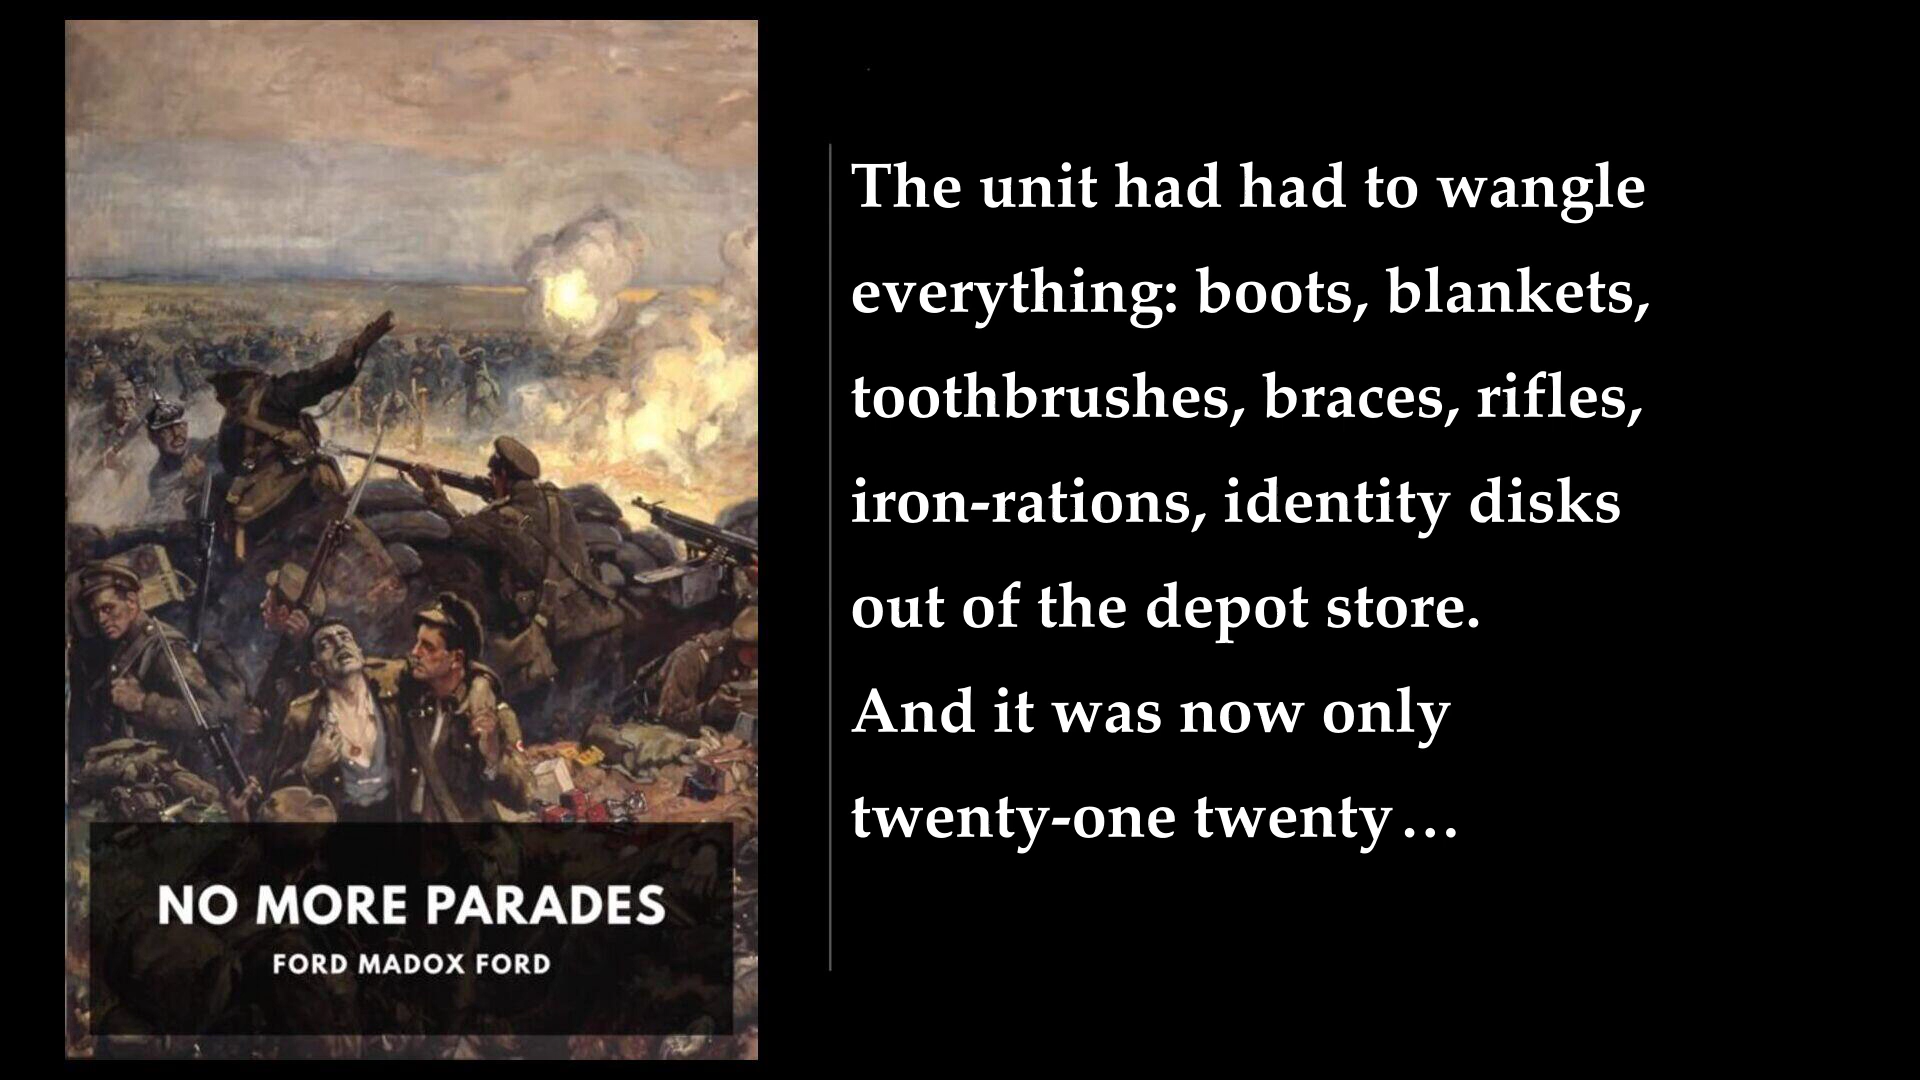 NO MORE PARADES
FORD MADOX FORD
The unit had had to wangle
everything: boots, blankets,
toothbrushes, braces, rifles,
iron-rations, identity disks
out of the depot store.
And it was now only
twenty-one twenty…